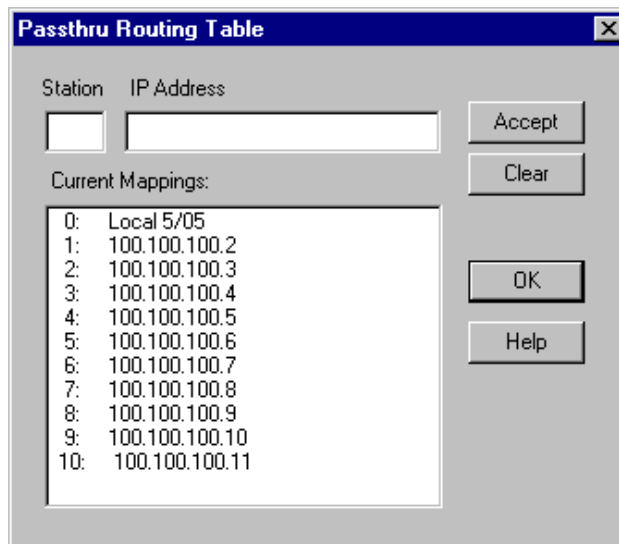 Passthru Routing Table
Station IP Address
Accept
Clear
Current Mappings:
0: Local 5/05
1: 100.100.100.2
2: 100.100.100.3
3: 100.100.100.4
4: 100.100.100.5
5: 100.100.100.6
6: 100.100.100.7
7: 100.100.100.8
8: 100.100.100.9
9: 100.100.100.10
10: 100.100.100.11
OK
Help